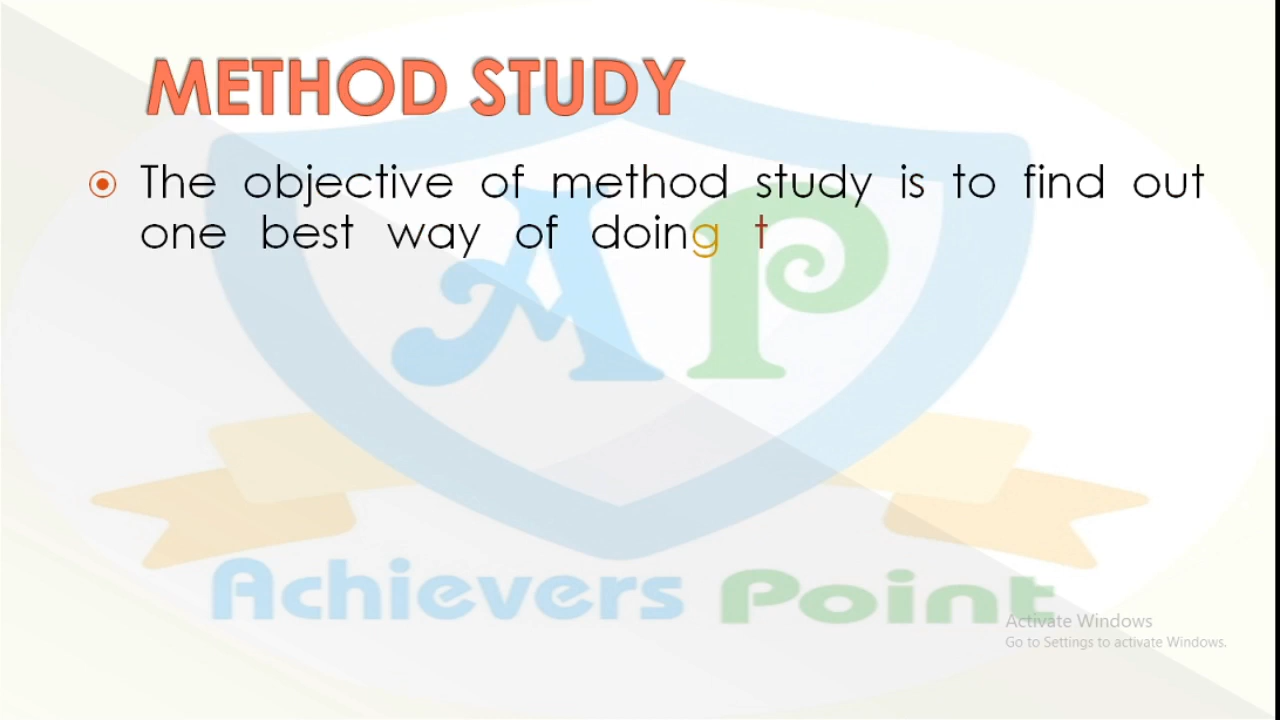 METHOD STUDY
The objective of method study is to find out
one best way of doing t
AP
Achievers Point
Activate Windows
Go to Settings to activate Windows.